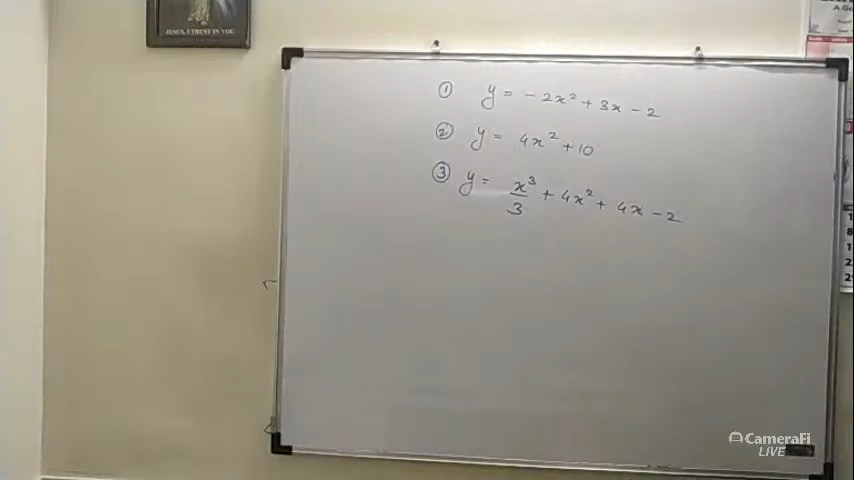 JESUS, I TRUST IN YOU
① y = - 2x² + 3x - 2
② y = 4x² + 10
③ y = x³/3 + 4x² + 4x - 2
CameraFi
LIVE